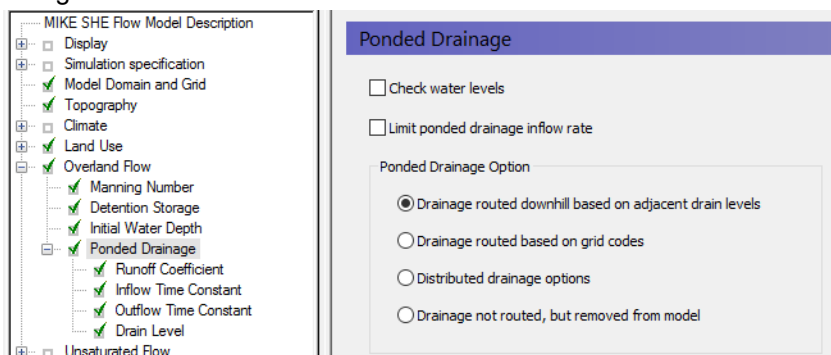 MIKE SHE Flow Model Description
Display
Simulation specification
Model Domain and Grid
Topography
Climate
Land Use
Overland Flow
Manning Number
Detention Storage
Initial Water Depth
Ponded Drainage
Runoff Coefficient
Inflow Time Constant
Outflow Time Constant
Drain Level
Unsaturated Flow
Ponded Drainage
Check water levels
Limit ponded drainage inflow rate
Ponded Drainage Option
Drainage routed downhill based on adjacent drain levels
Drainage routed based on grid codes
Distributed drainage options
Drainage not routed, but removed from model